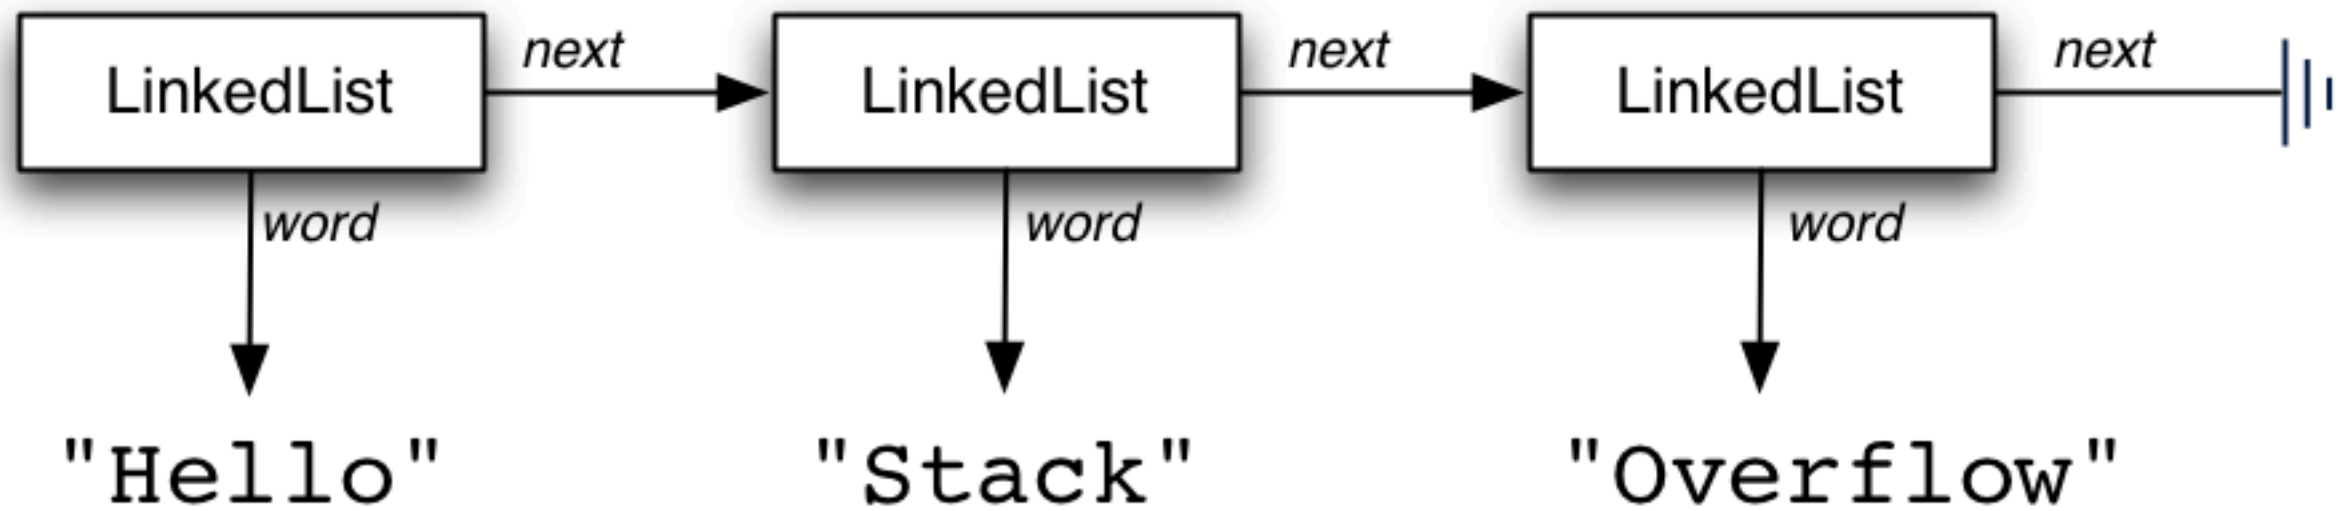 next next next
LinkedList LinkedList LinkedList
word word word
"Hello" "Stack" "Overflow"